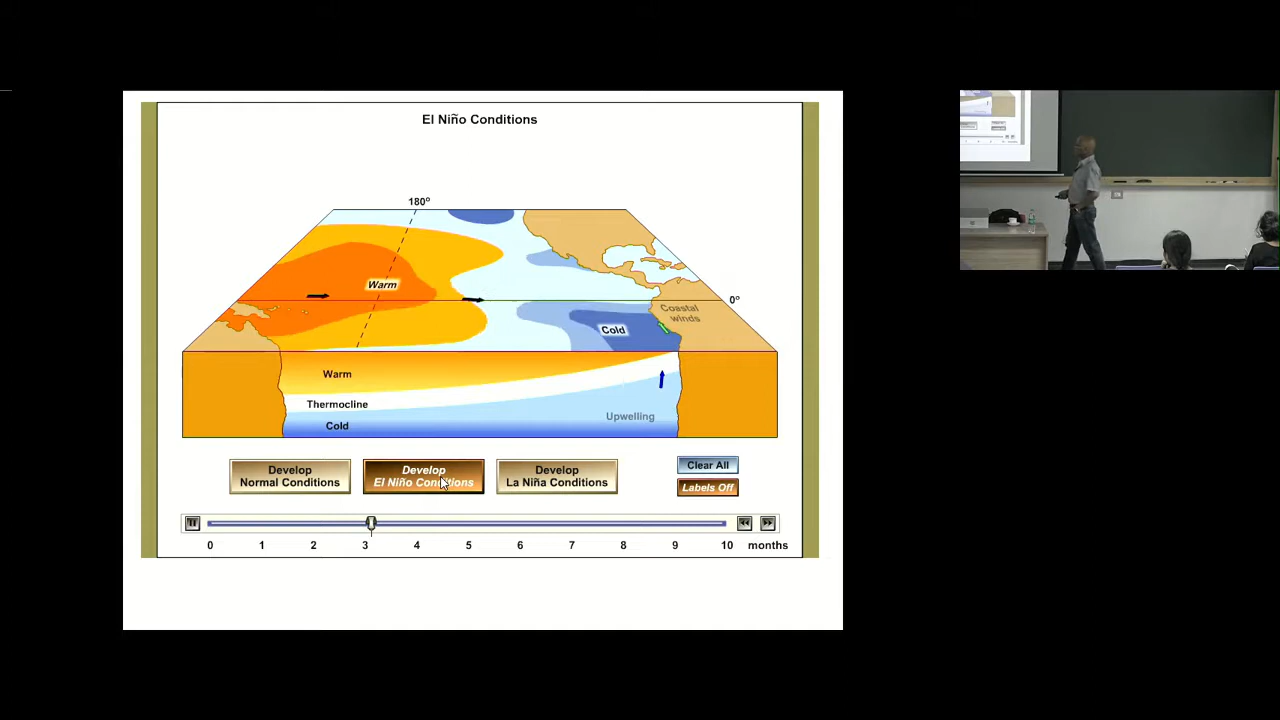 El Niño Conditions
180º
Warm
0º
Coastal
winds
Cold
Warm
Thermocline
Cold
Upwelling
Develop
Normal Conditions
Develop
El Niño Conditions
Develop
La Niña Conditions
Clear All
Labels Off
0 1 2 3 4 5 6 7 8 9 10 months